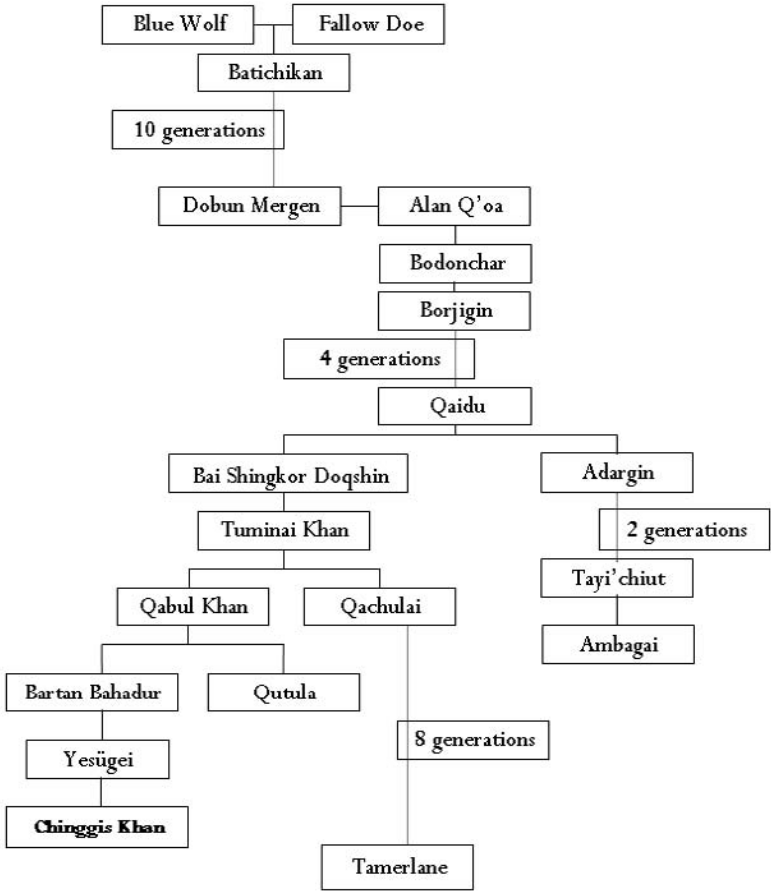 Blue Wolf
Fallow Doe
Batichikan
10 generations
Dobun Mergen
Alan Q'oa
Bodonchar
Borjigin
4 generations
Qaidu
Bai Shingkor Doqshin
Adargin
Tuminai Khan
2 generations
Tayi'chiut
Qabul Khan
Qachulai
Ambagai
Bartan Bahadur
Qutula
8 generations
Yesügei
Chinggis Khan
Tamerlane